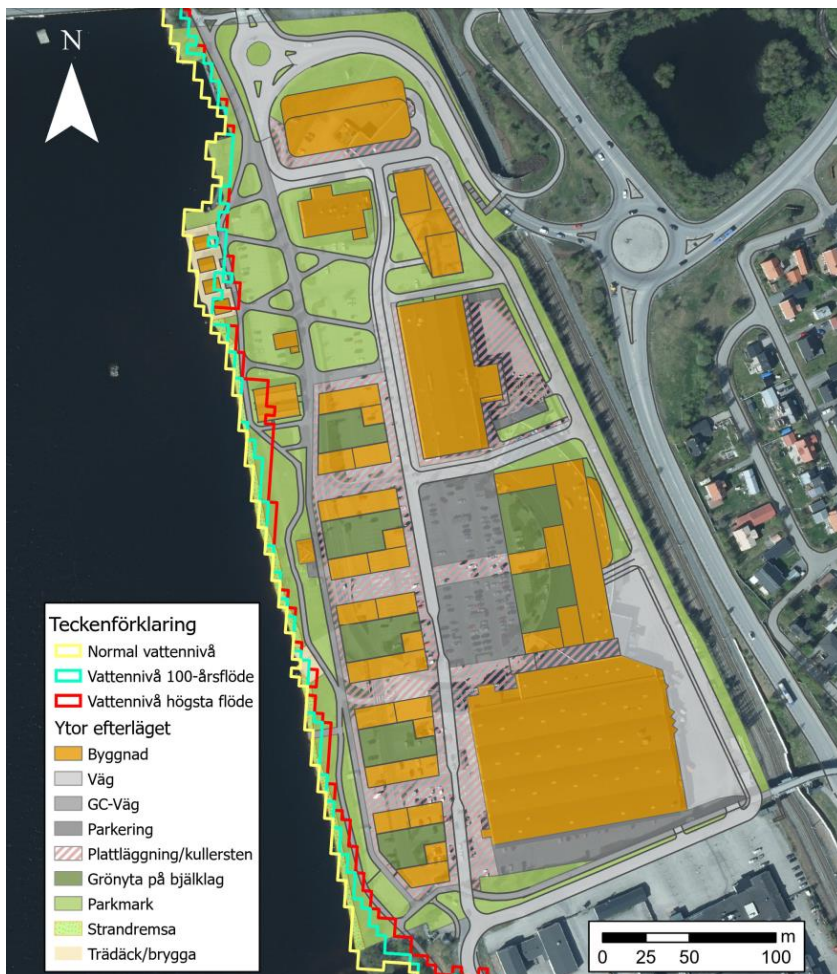 N
Teckenförklaring
Normal vattennivå
Vattennivå 100-årsflöde
Vattennivå högsta flöde
Ytor efterläget
Byggnad
Väg
GC-Väg
Parkering
Plattläggning/kullersten
Grönyta på bjälklag
Parkmark
Strandremsa
Trädäck/brygga
m
0 25 50 100